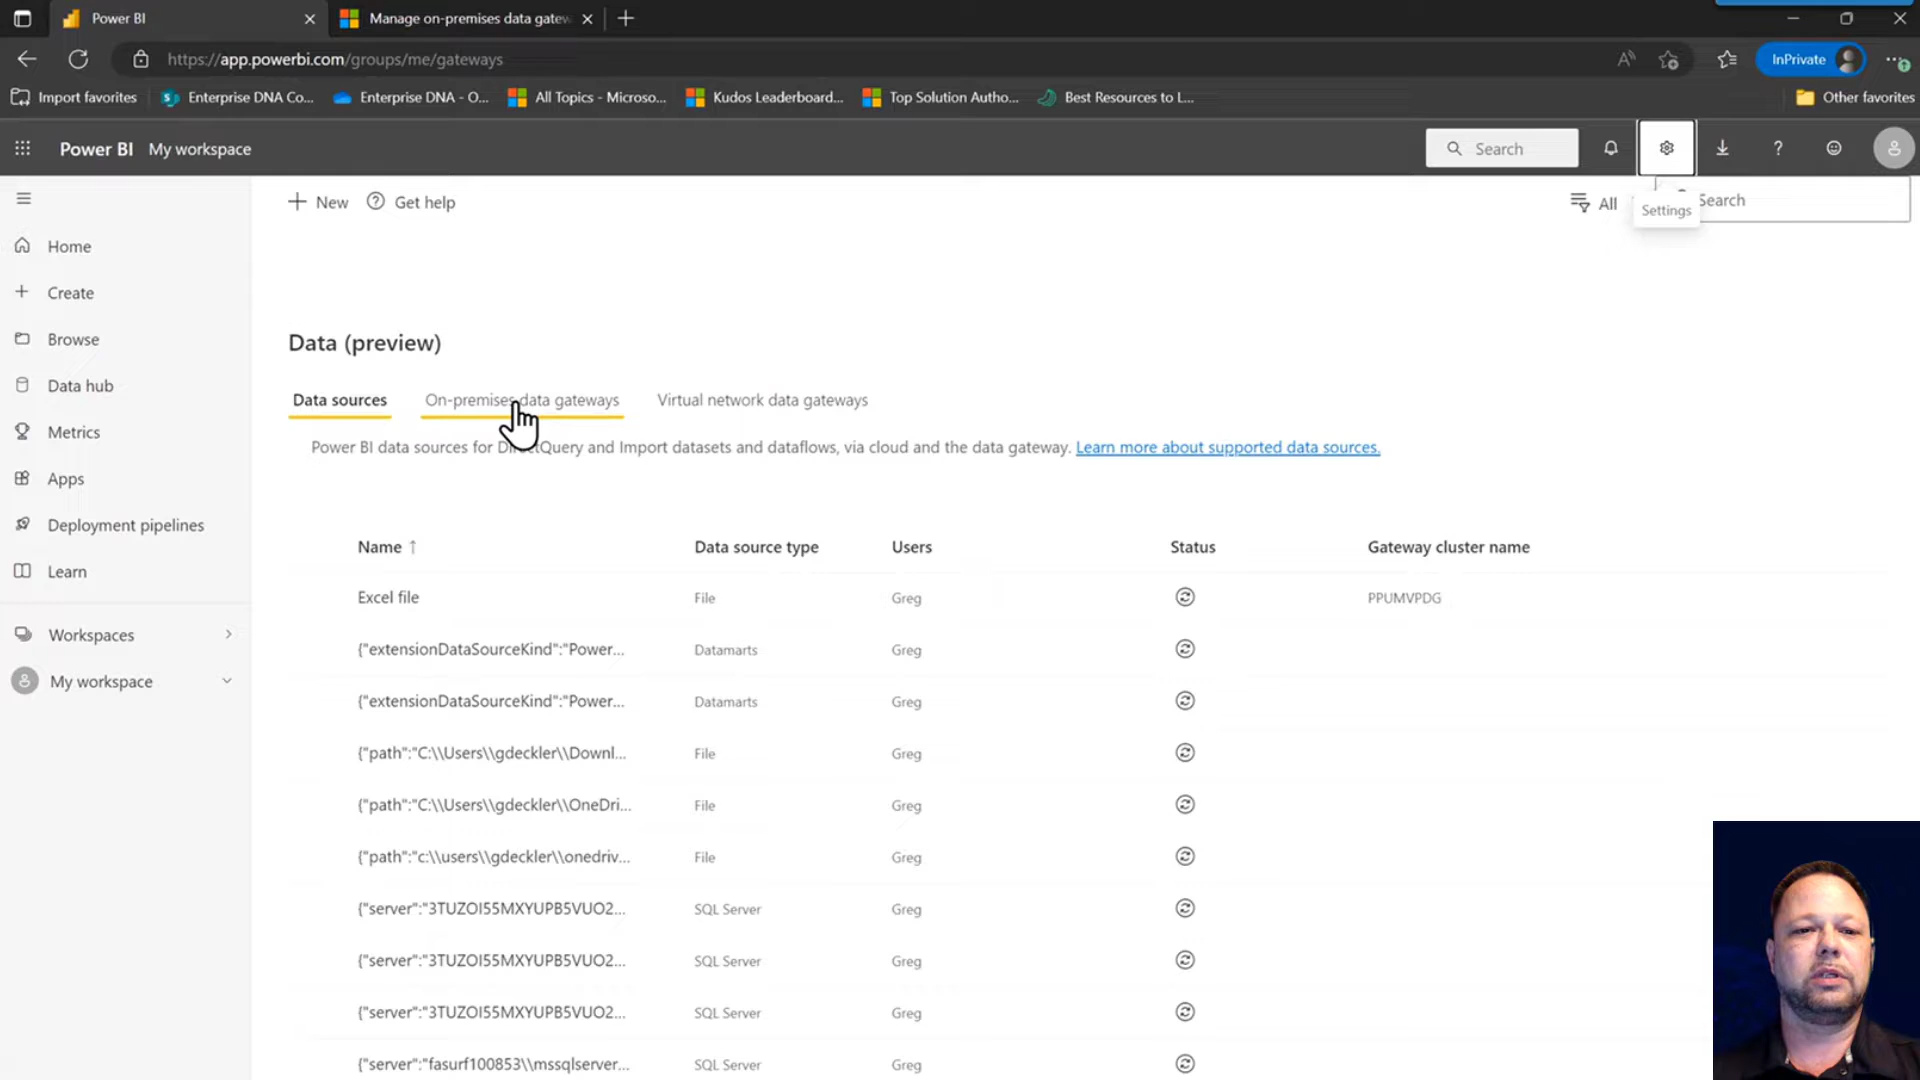 Power BI
Manage on-premises data gatew
https://app.powerbi.com/groups/me/gateways
InPrivate
Import favorites
Enterprise DNA Co...
Enterprise DNA - O...
All Topics - Microso...
Kudos Leaderboard...
Top Solution Autho...
Best Resources to L...
Other favorites
Power BI My workspace
Search
New
Get help
All
Search
Settings
Home
Create
Browse
Data hub
Metrics
Apps
Deployment pipelines
Learn
Workspaces
My workspace
Data (preview)
Data sources On-premises data gateways Virtual network data gateways
Power BI data sources for DirectQuery and Import datasets and dataflows, via cloud and the data gateway. Learn more about supported data sources.
Name ↑ Data source type Users Status Gateway cluster name
Excel file File Greg PPUMVPDG
{"extensionDataSourceKind":"Power... Datamarts Greg
{"extensionDataSourceKind":"Power... Datamarts Greg
{"path":"C:\\Users\\gdeckler\\Downl... File Greg
{"path":"C:\\Users\\gdeckler\\OneDri... File Greg
{"path":"c:\\users\\gdeckler\\onedriv... File Greg
{"server":"3TUZOI55MXYUPB5VUO2... SQL Server Greg
{"server":"3TUZOI55MXYUPB5VUO2... SQL Server Greg
{"server":"3TUZOI55MXYUPB5VUO2... SQL Server Greg
{"server":"fasurf100853\\mssqlserver... SQL Server Greg